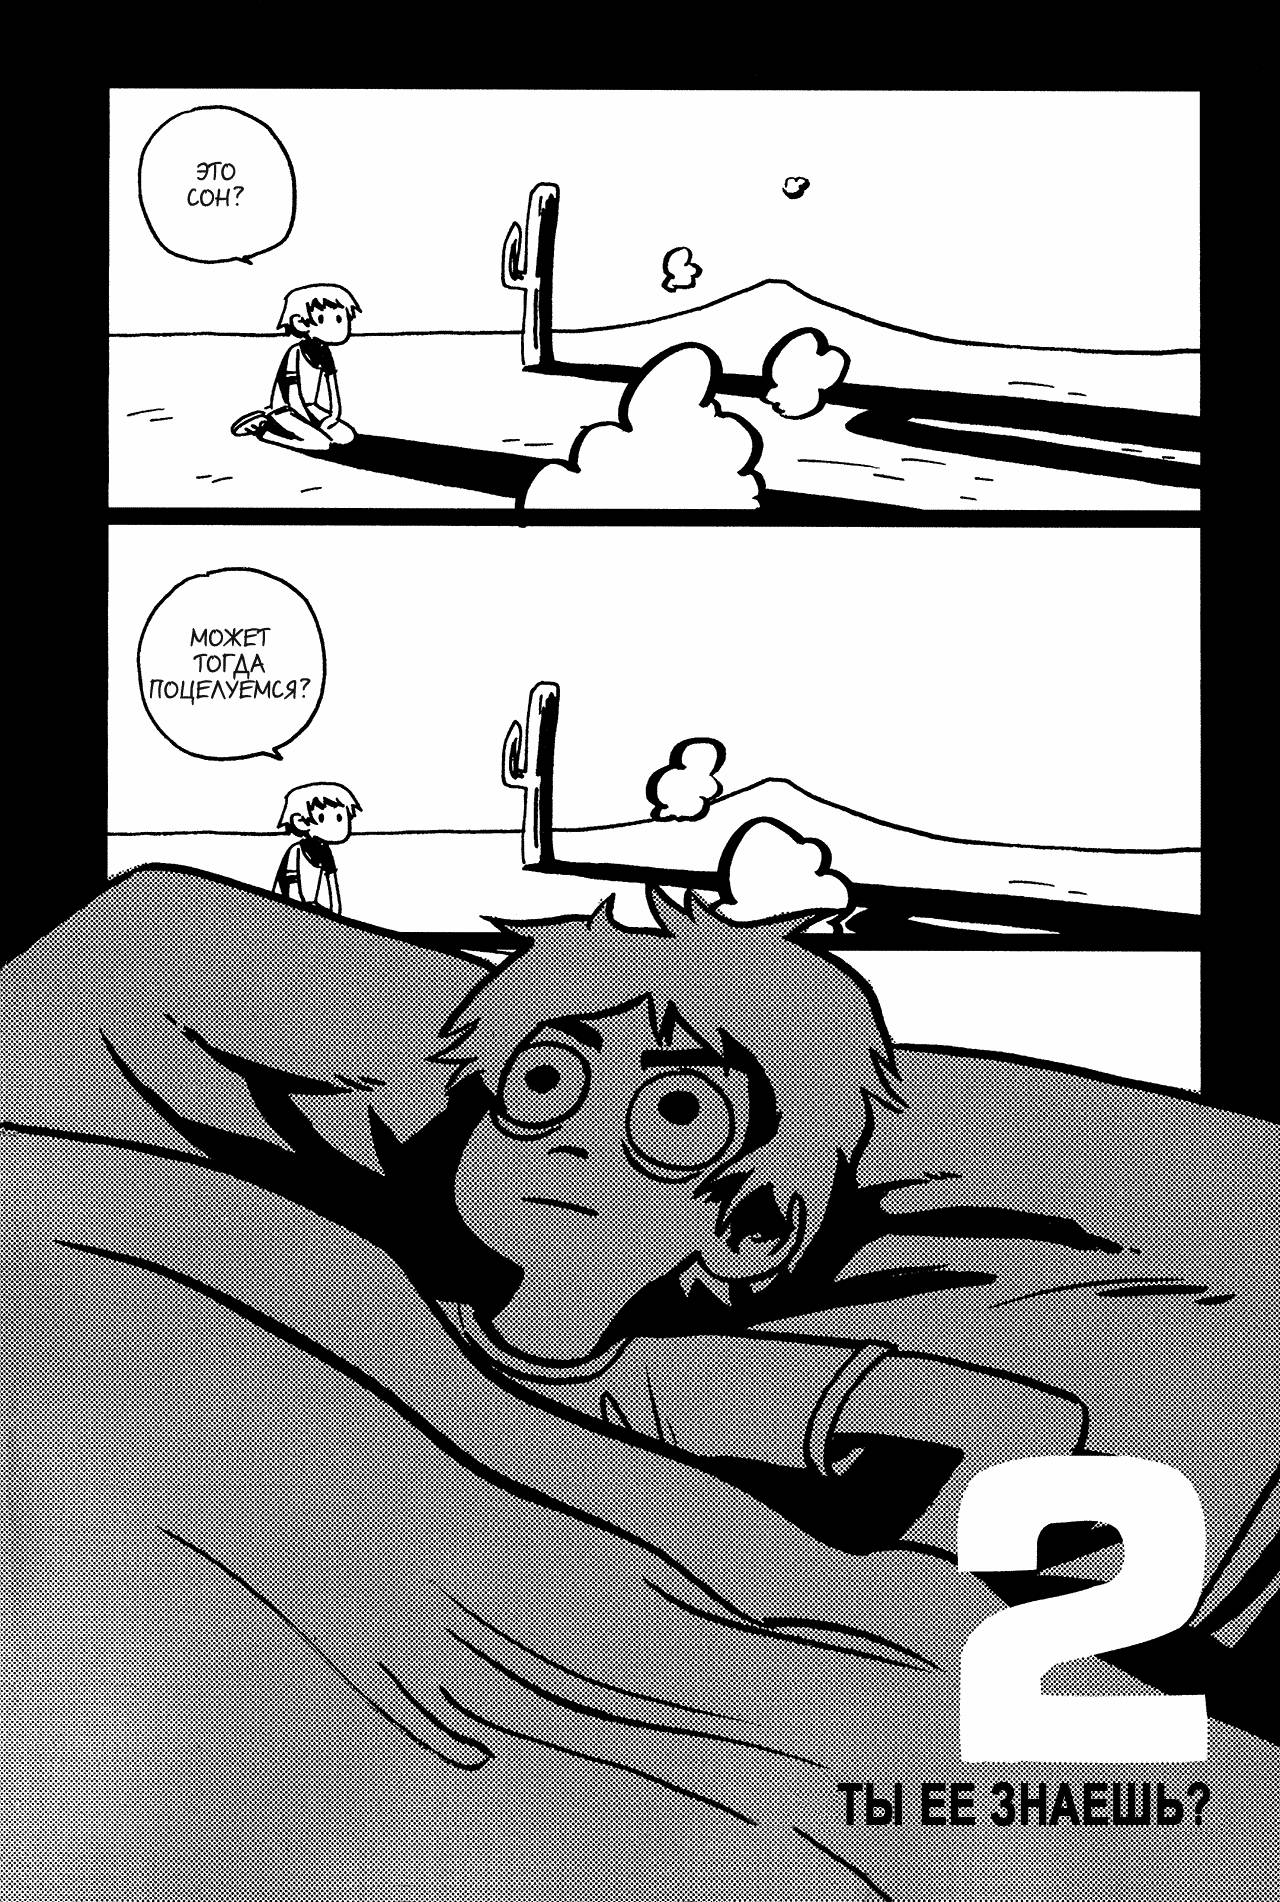 ЭТО
СОН?
МОЖЕТ
ТОГДА
ПОЦЕЛУЕМСЯ?
2
ТЫ ЕЕ ЗНАЕШЬ?